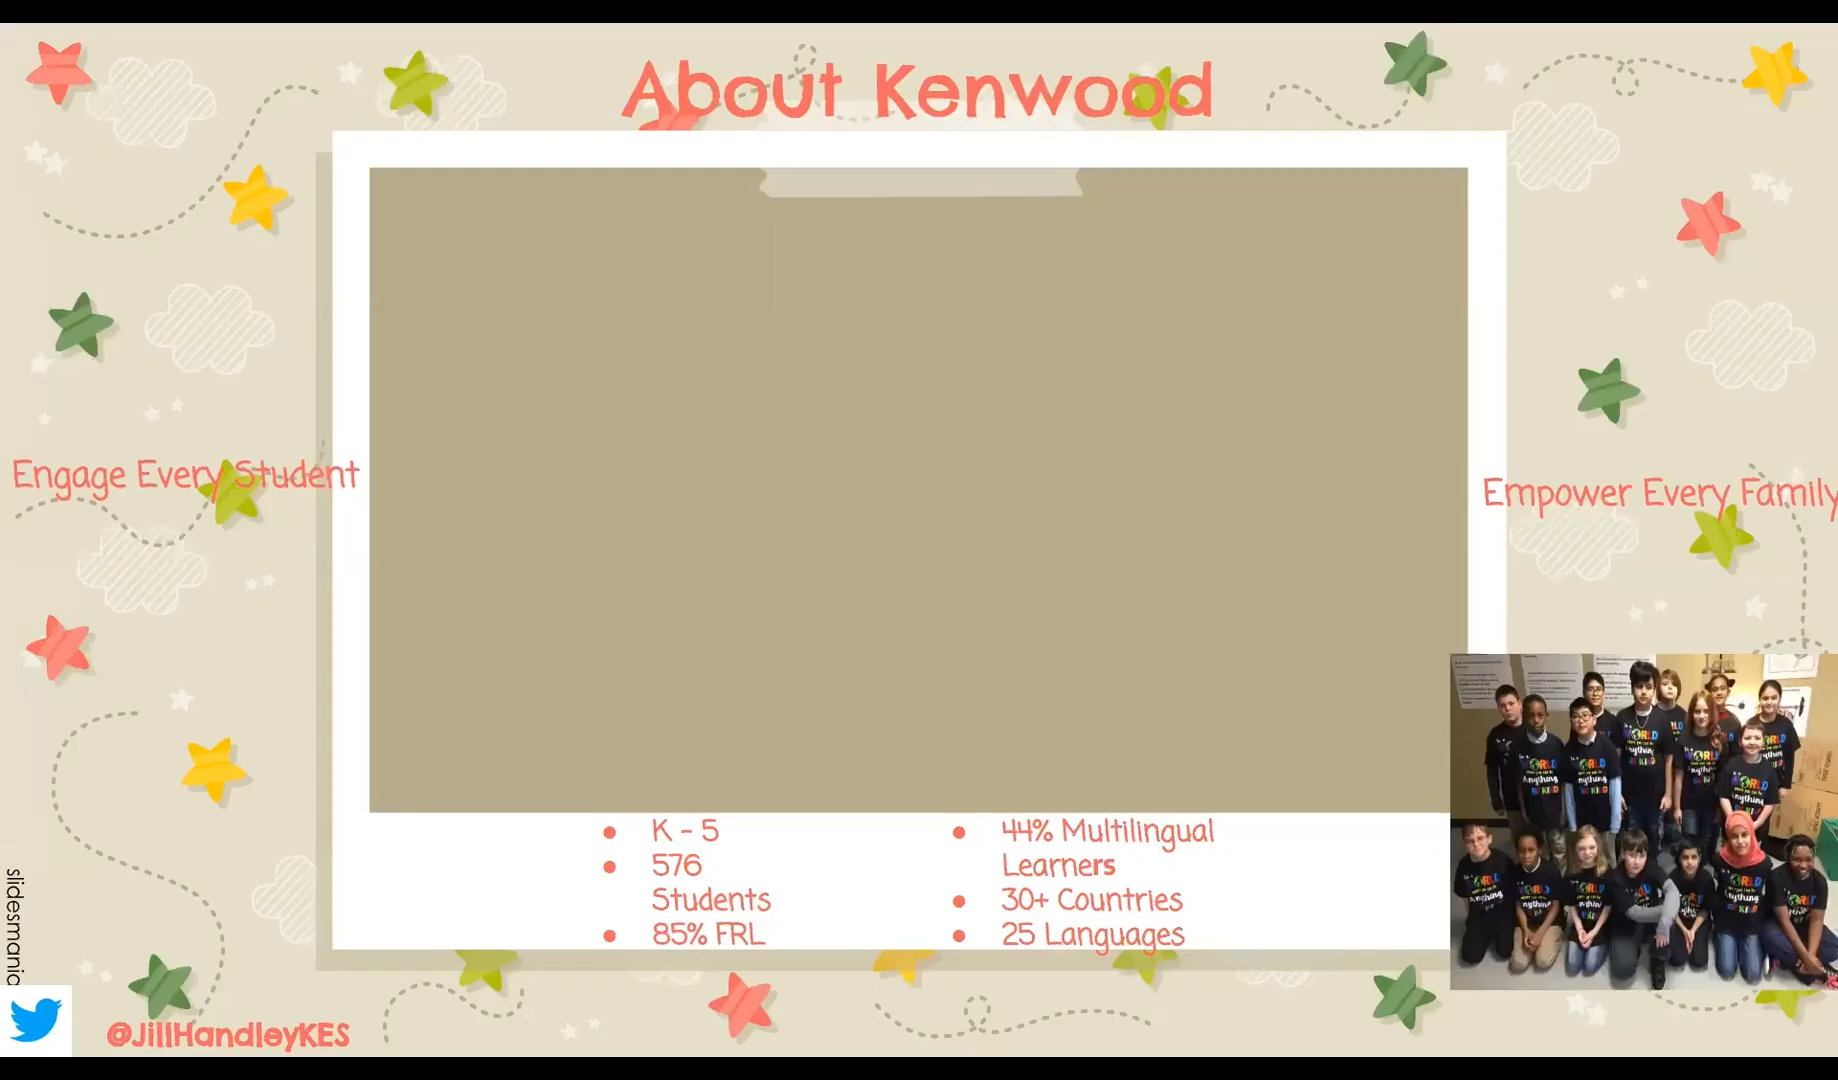 About Kenwood
Engage Every Student
Empower Every Family
K - 5
576
Students
85% FRL
44% Multilingual
Learners
30+ Countries
25 Languages
slidesmania
@JillHandleyKES